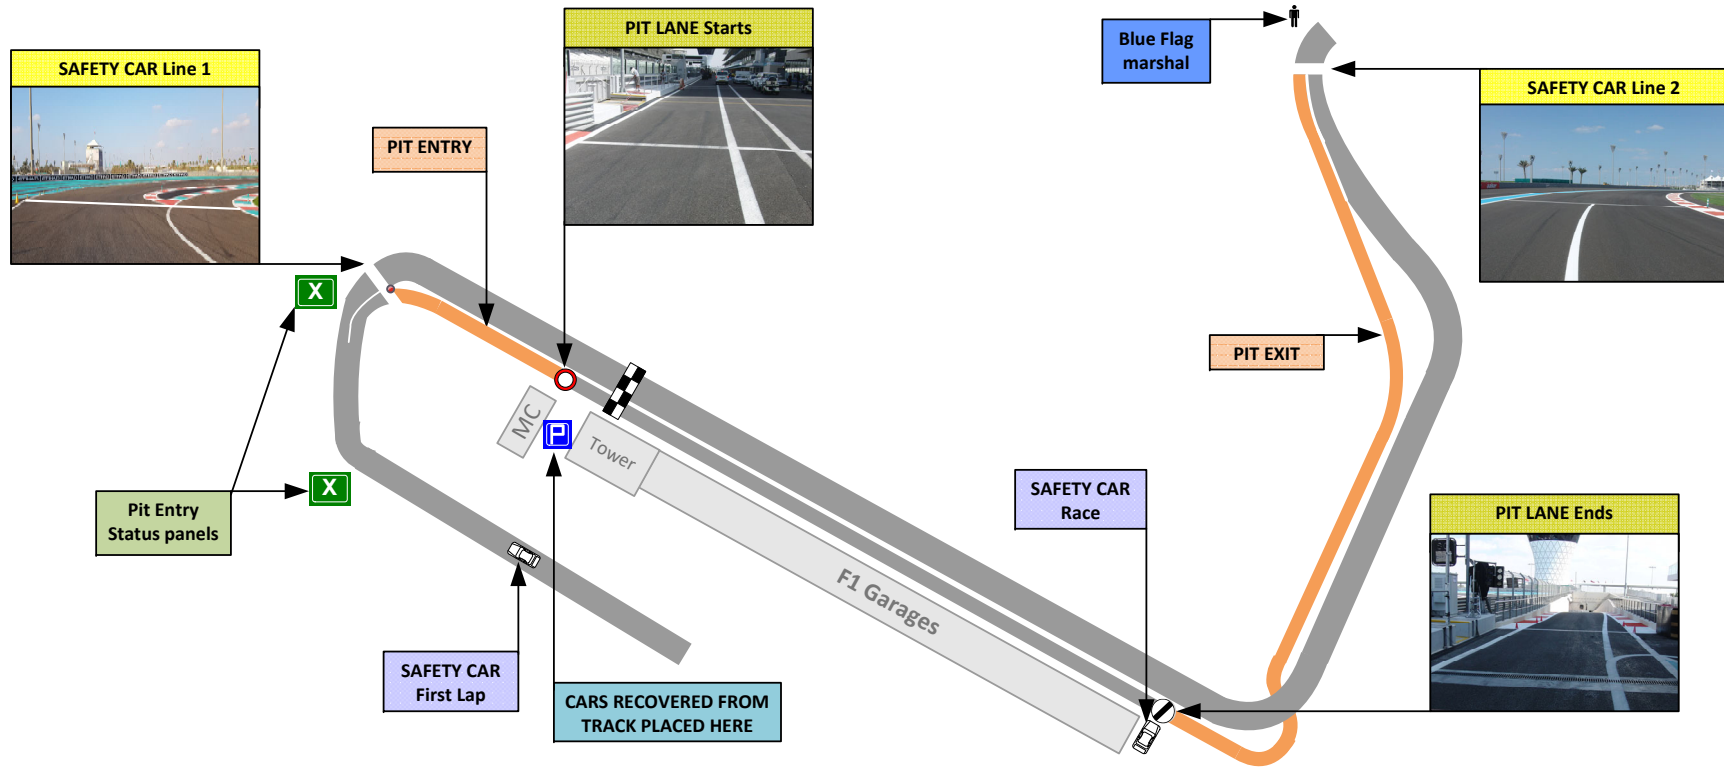 PIT LANE Starts
Blue Flag
marshal
SAFETY CAR Line 1
SAFETY CAR Line 2
PIT ENTRY
X
PIT EXIT
MC
P
Tower
X
Pit Entry
Status panels
SAFETY CAR
Race
PIT LANE Ends
F1 Garages
SAFETY CAR
First Lap
CARS RECOVERED FROM
TRACK PLACED HERE